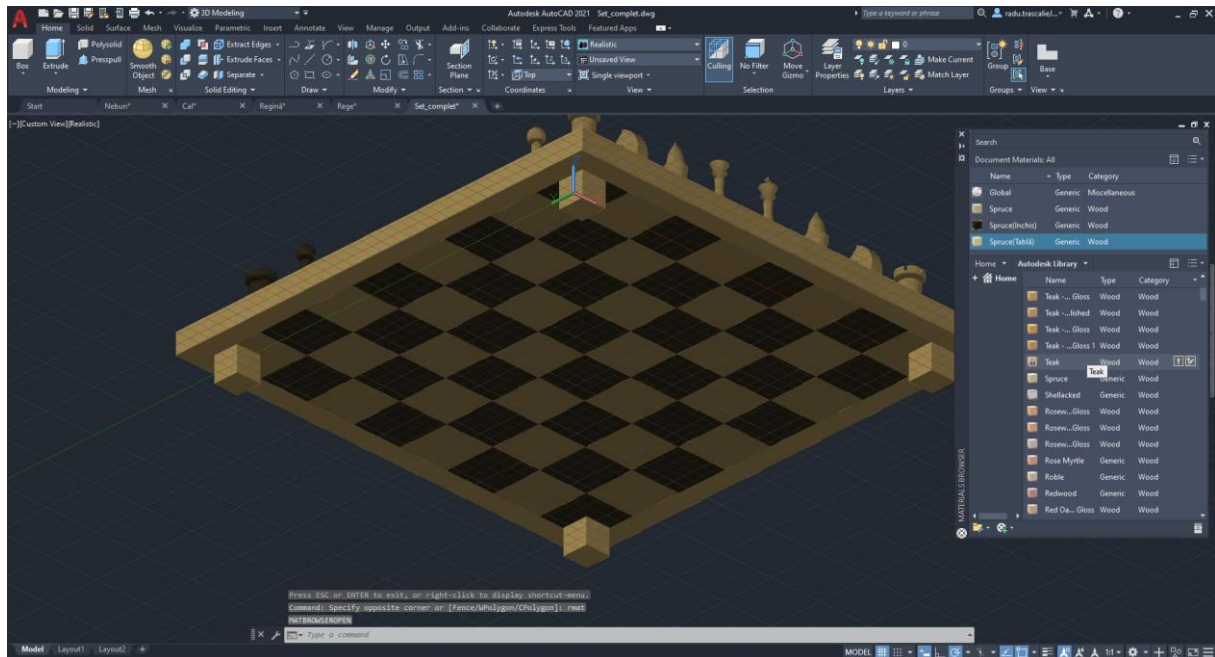 3D Modeling
Autodesk AutoCAD 2021 Set_complet.dwg
Type a keyword or phrase
radu.trascaliel...
Home Solid Surface Mesh Visualize Parametric Insert Annotate View Manage Output Add-ins Collaborate Express Tools Featured Apps
Box
Extrude
Polysolid
Presspull
Smooth Object
Extract Edges
Extrude Faces
Separate
Section Plane
Realistic
Unsaved View
Top
Single viewport
Culling
No Filter
Move Gizmo
Layer Properties
0
Make Current
Match Layer
Group
Base
Modeling Mesh Solid Editing Draw Modify Section Coordinates View Selection Layers Groups View
Start Nebun* Cal* Regină* Rege* Set_complet*
[-][Custom View][Realistic]
Search
Document Materials: All
Name Type Category
Global Generic Miscellaneous
Spruce Generic Wood
Spruce(Inchis) Generic Wood
Spruce(Tablă) Generic Wood
Home Autodesk Library
Home
Name Type Category
Teak -... Gloss Wood Wood
Teak -...lished Wood Wood
Teak -... Gloss Wood Wood
Teak - ...Gloss 1 Wood Wood
Teak Wood Wood
Teak
Spruce Generic Wood
Shellacked Generic Wood
Rosew...Gloss Wood Wood
Rosew...Gloss Wood Wood
Rosew...Gloss Wood Wood
Rose Myrtle Generic Wood
Roble Generic Wood
Redwood Generic Wood
Red Oa... Gloss Wood Wood
MATERIALS BROWSER
Press ESC or ENTER to exit, or right-click to display shortcut-menu.
Command: Specify opposite corner or [Fence/WPolygon/CPolygon]: rmat
MATBROWSEROPEN
Type a command
Model Layout1 Layout2
MODEL
1:1